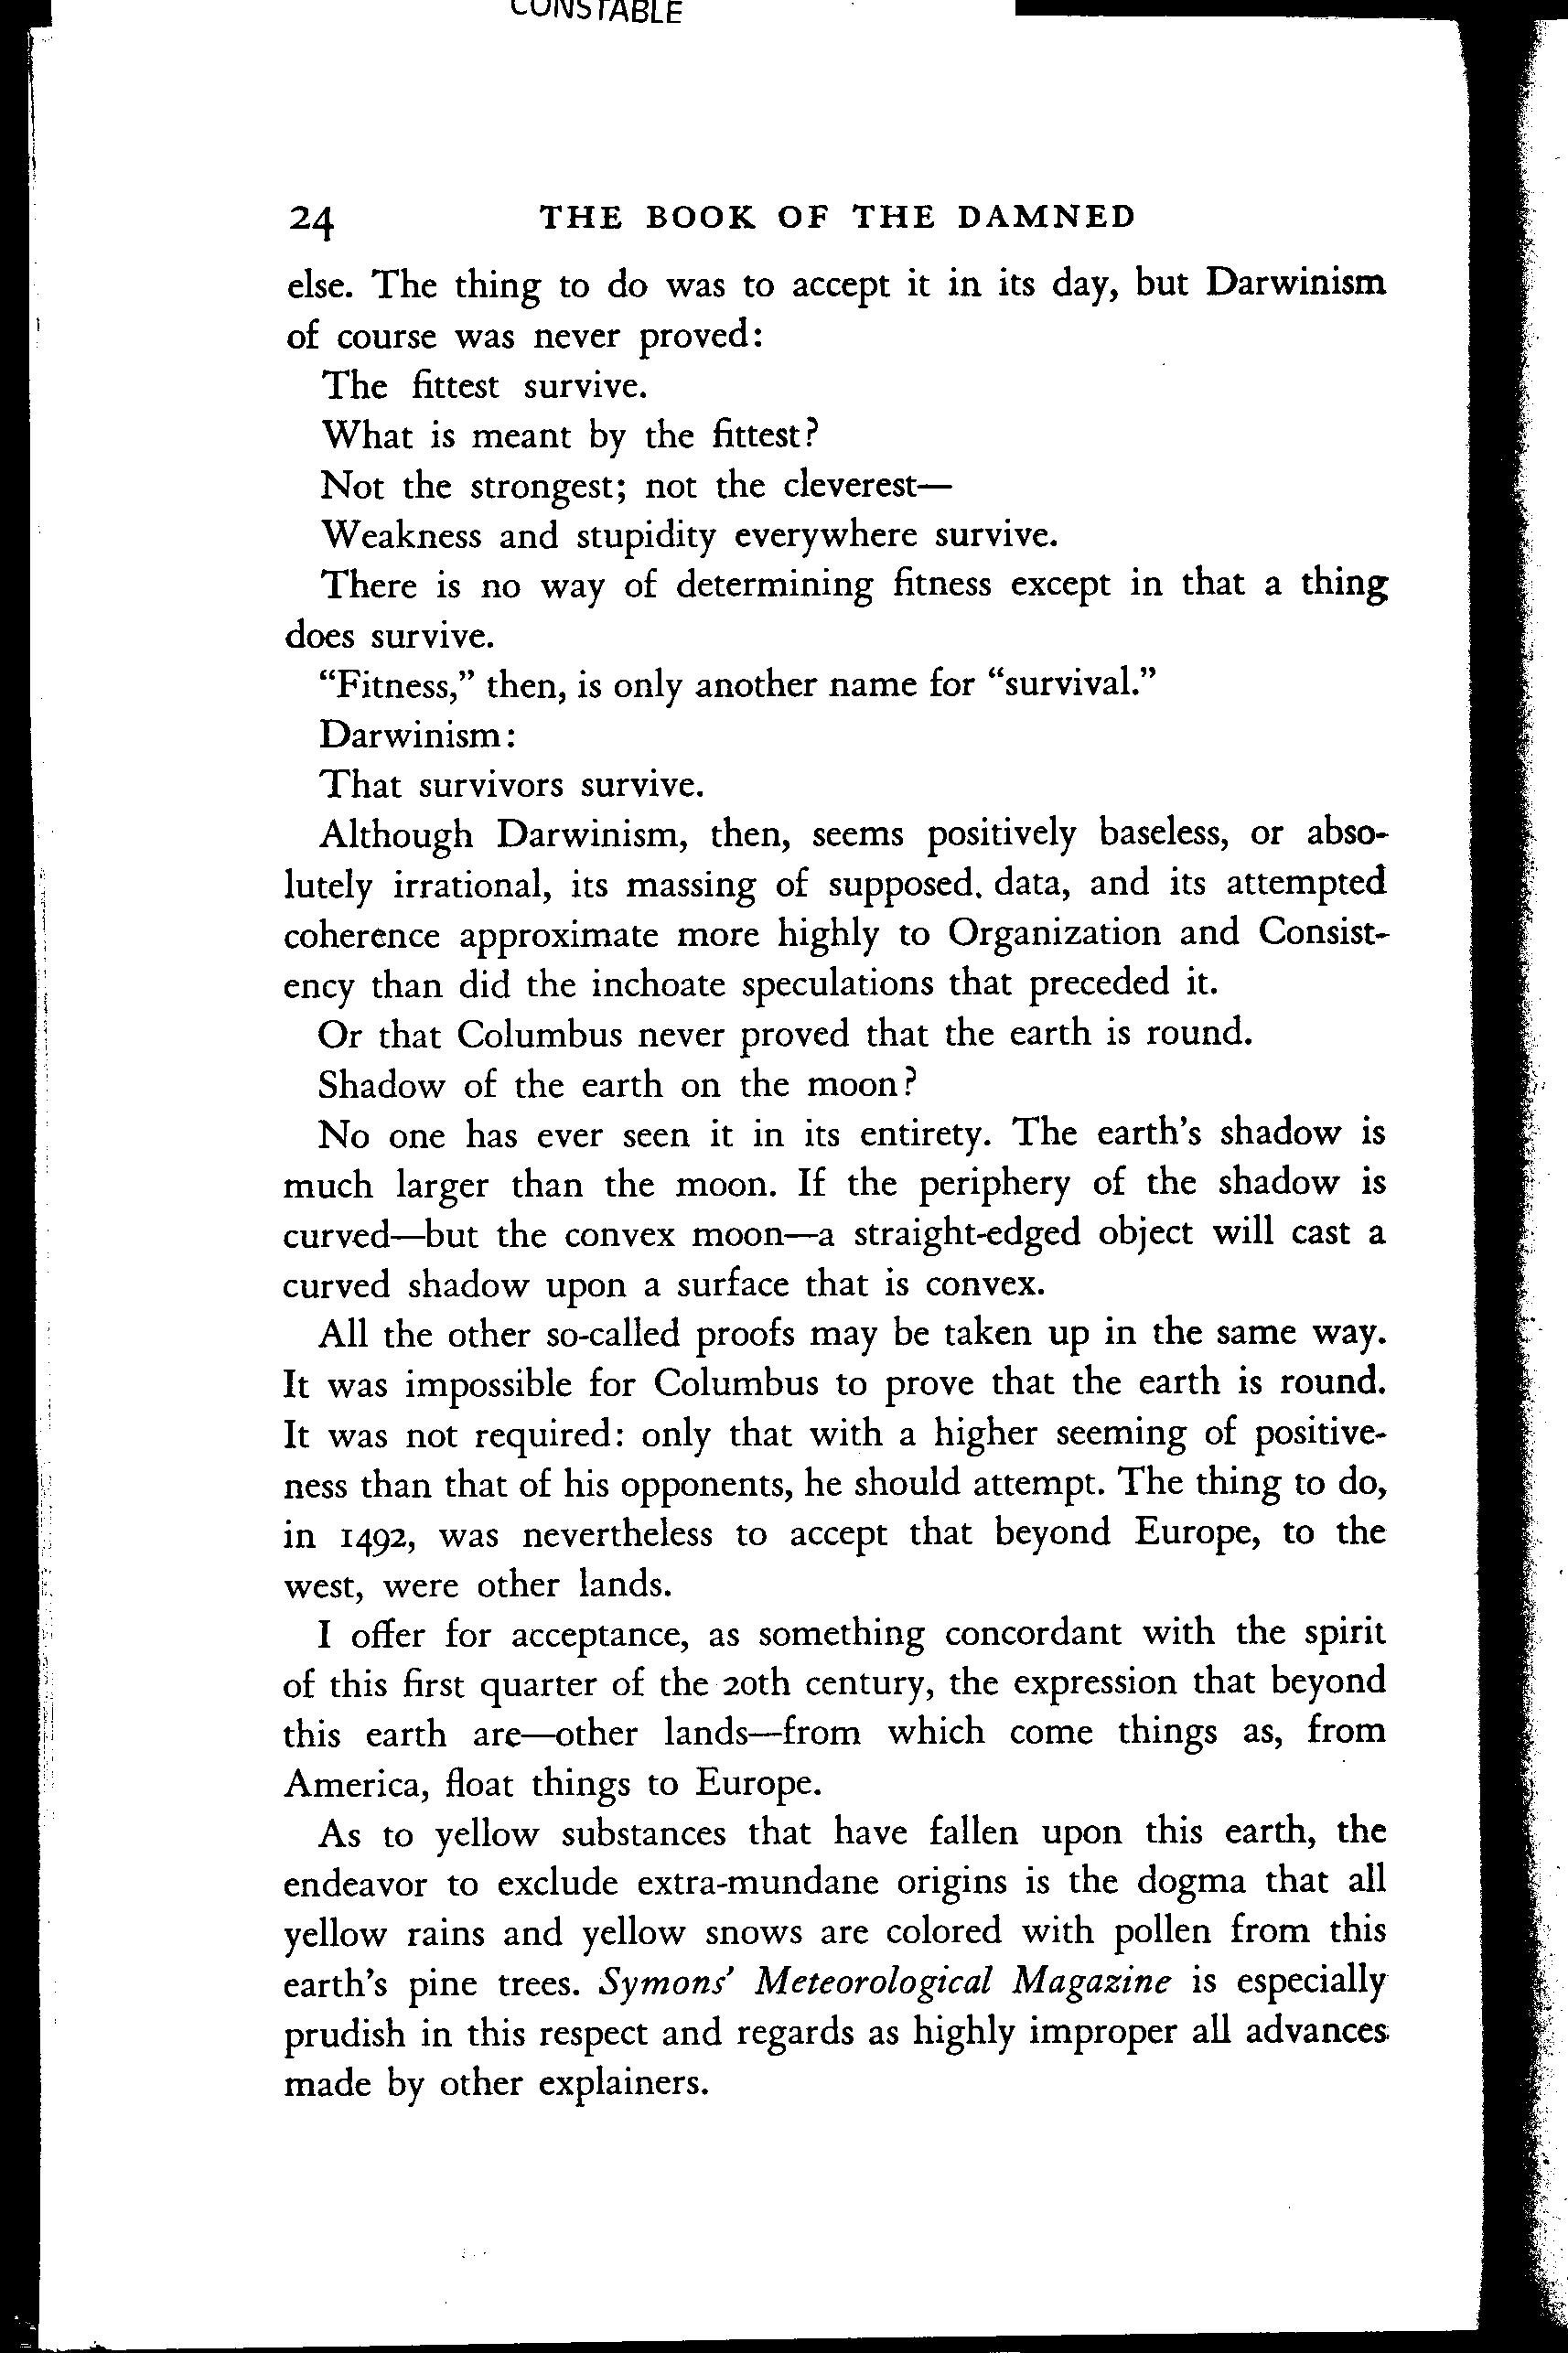 CONSTABLE
24 THE BOOK OF THE DAMNED
else. The thing to do was to accept it in its day, but Darwinism
of course was never proved:
The fittest survive.
What is meant by the fittest?
Not the strongest; not the cleverest—
Weakness and stupidity everywhere survive.
There is no way of determining fitness except in that a thing
does survive.
“Fitness,” then, is only another name for “survival.”
Darwinism:
That survivors survive.
Although Darwinism, then, seems positively baseless, or abso-
lutely irrational, its massing of supposed. data, and its attempted
coherence approximate more highly to Organization and Consist-
ency than did the inchoate speculations that preceded it.
Or that Columbus never proved that the earth is round.
Shadow of the earth on the moon?
No one has ever seen it in its entirety. The earth’s shadow is
much larger than the moon. If the periphery of the shadow is
curved—but the convex moon—a straight-edged object will cast a
curved shadow upon a surface that is convex.
All the other so-called proofs may be taken up in the same way.
It was impossible for Columbus to prove that the earth is round.
It was not required: only that with a higher seeming of positive-
ness than that of his opponents, he should attempt. The thing to do,
in 1492, was nevertheless to accept that beyond Europe, to the
west, were other lands.
I offer for acceptance, as something concordant with the spirit
of this first quarter of the 20th century, the expression that beyond
this earth are—other lands—from which come things as, from
America, float things to Europe.
As to yellow substances that have fallen upon this earth, the
endeavor to exclude extra-mundane origins is the dogma that all
yellow rains and yellow snows are colored with pollen from this
earth’s pine trees. Symons’ Meteorological Magazine is especially
prudish in this respect and regards as highly improper all advances
made by other explainers.